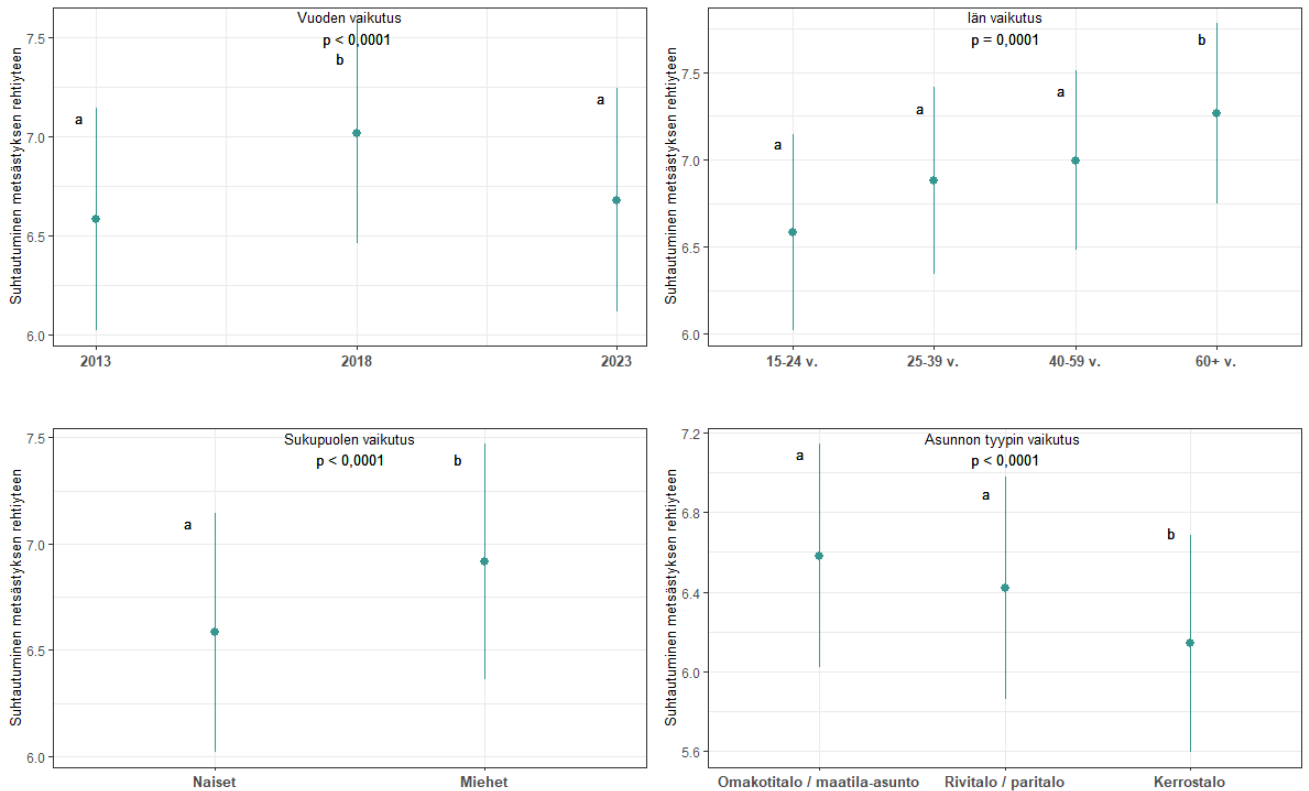 Vuoden vaikutus
p < 0,0001
Suhtautuminen metsästyksen rehtiyteen
7.5
7.0
6.5
6.0
a
b
a
2013 2018 2023
Iän vaikutus
p = 0,0001
Suhtautuminen metsästyksen rehtiyteen
7.5
7.0
6.5
6.0
a
a
a
b
15-24 v. 25-39 v. 40-59 v. 60+ v.
Sukupuolen vaikutus
p < 0,0001
Suhtautuminen metsästyksen rehtiyteen
7.5
7.0
6.5
6.0
a
b
Naiset Miehet
Asunnon tyypin vaikutus
p < 0,0001
Suhtautuminen metsästyksen rehtiyteen
7.2
6.8
6.4
6.0
5.6
a
a
b
Omakotitalo / maatila-asunto Rivitalo / paritalo Kerrostalo